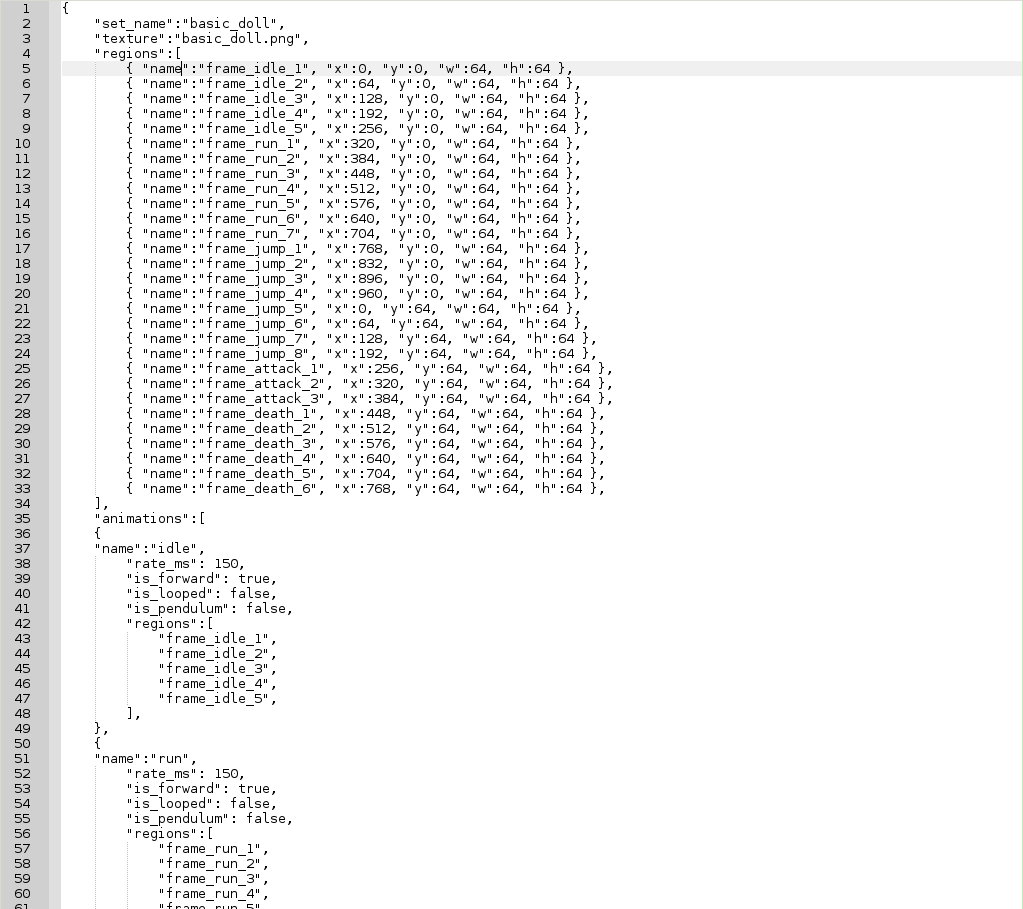 1 {
2 "set_name":"basic_doll",
3 "texture":"basic_doll.png",
4 "regions":[
5 { "name":"frame_idle_1", "x":0, "y":0, "w":64, "h":64 },
6 { "name":"frame_idle_2", "x":64, "y":0, "w":64, "h":64 },
7 { "name":"frame_idle_3", "x":128, "y":0, "w":64, "h":64 },
8 { "name":"frame_idle_4", "x":192, "y":0, "w":64, "h":64 },
9 { "name":"frame_idle_5", "x":256, "y":0, "w":64, "h":64 },
10 { "name":"frame_run_1", "x":320, "y":0, "w":64, "h":64 },
11 { "name":"frame_run_2", "x":384, "y":0, "w":64, "h":64 },
12 { "name":"frame_run_3", "x":448, "y":0, "w":64, "h":64 },
13 { "name":"frame_run_4", "x":512, "y":0, "w":64, "h":64 },
14 { "name":"frame_run_5", "x":576, "y":0, "w":64, "h":64 },
15 { "name":"frame_run_6", "x":640, "y":0, "w":64, "h":64 },
16 { "name":"frame_run_7", "x":704, "y":0, "w":64, "h":64 },
17 { "name":"frame_jump_1", "x":768, "y":0, "w":64, "h":64 },
18 { "name":"frame_jump_2", "x":832, "y":0, "w":64, "h":64 },
19 { "name":"frame_jump_3", "x":896, "y":0, "w":64, "h":64 },
20 { "name":"frame_jump_4", "x":960, "y":0, "w":64, "h":64 },
21 { "name":"frame_jump_5", "x":0, "y":64, "w":64, "h":64 },
22 { "name":"frame_jump_6", "x":64, "y":64, "w":64, "h":64 },
23 { "name":"frame_jump_7", "x":128, "y":64, "w":64, "h":64 },
24 { "name":"frame_jump_8", "x":192, "y":64, "w":64, "h":64 },
25 { "name":"frame_attack_1", "x":256, "y":64, "w":64, "h":64 },
26 { "name":"frame_attack_2", "x":320, "y":64, "w":64, "h":64 },
27 { "name":"frame_attack_3", "x":384, "y":64, "w":64, "h":64 },
28 { "name":"frame_death_1", "x":448, "y":64, "w":64, "h":64 },
29 { "name":"frame_death_2", "x":512, "y":64, "w":64, "h":64 },
30 { "name":"frame_death_3", "x":576, "y":64, "w":64, "h":64 },
31 { "name":"frame_death_4", "x":640, "y":64, "w":64, "h":64 },
32 { "name":"frame_death_5", "x":704, "y":64, "w":64, "h":64 },
33 { "name":"frame_death_6", "x":768, "y":64, "w":64, "h":64 },
34 ],
35 "animations":[
36 {
37 "name":"idle",
38 "rate_ms": 150,
39 "is_forward": true,
40 "is_looped": false,
41 "is_pendulum": false,
42 "regions":[
43 "frame_idle_1",
44 "frame_idle_2",
45 "frame_idle_3",
46 "frame_idle_4",
47 "frame_idle_5",
48 ],
49 },
50 {
51 "name":"run",
52 "rate_ms": 150,
53 "is_forward": true,
54 "is_looped": false,
55 "is_pendulum": false,
56 "regions":[
57 "frame_run_1",
58 "frame_run_2",
59 "frame_run_3",
60 "frame_run_4",
61 "frame_run_5",